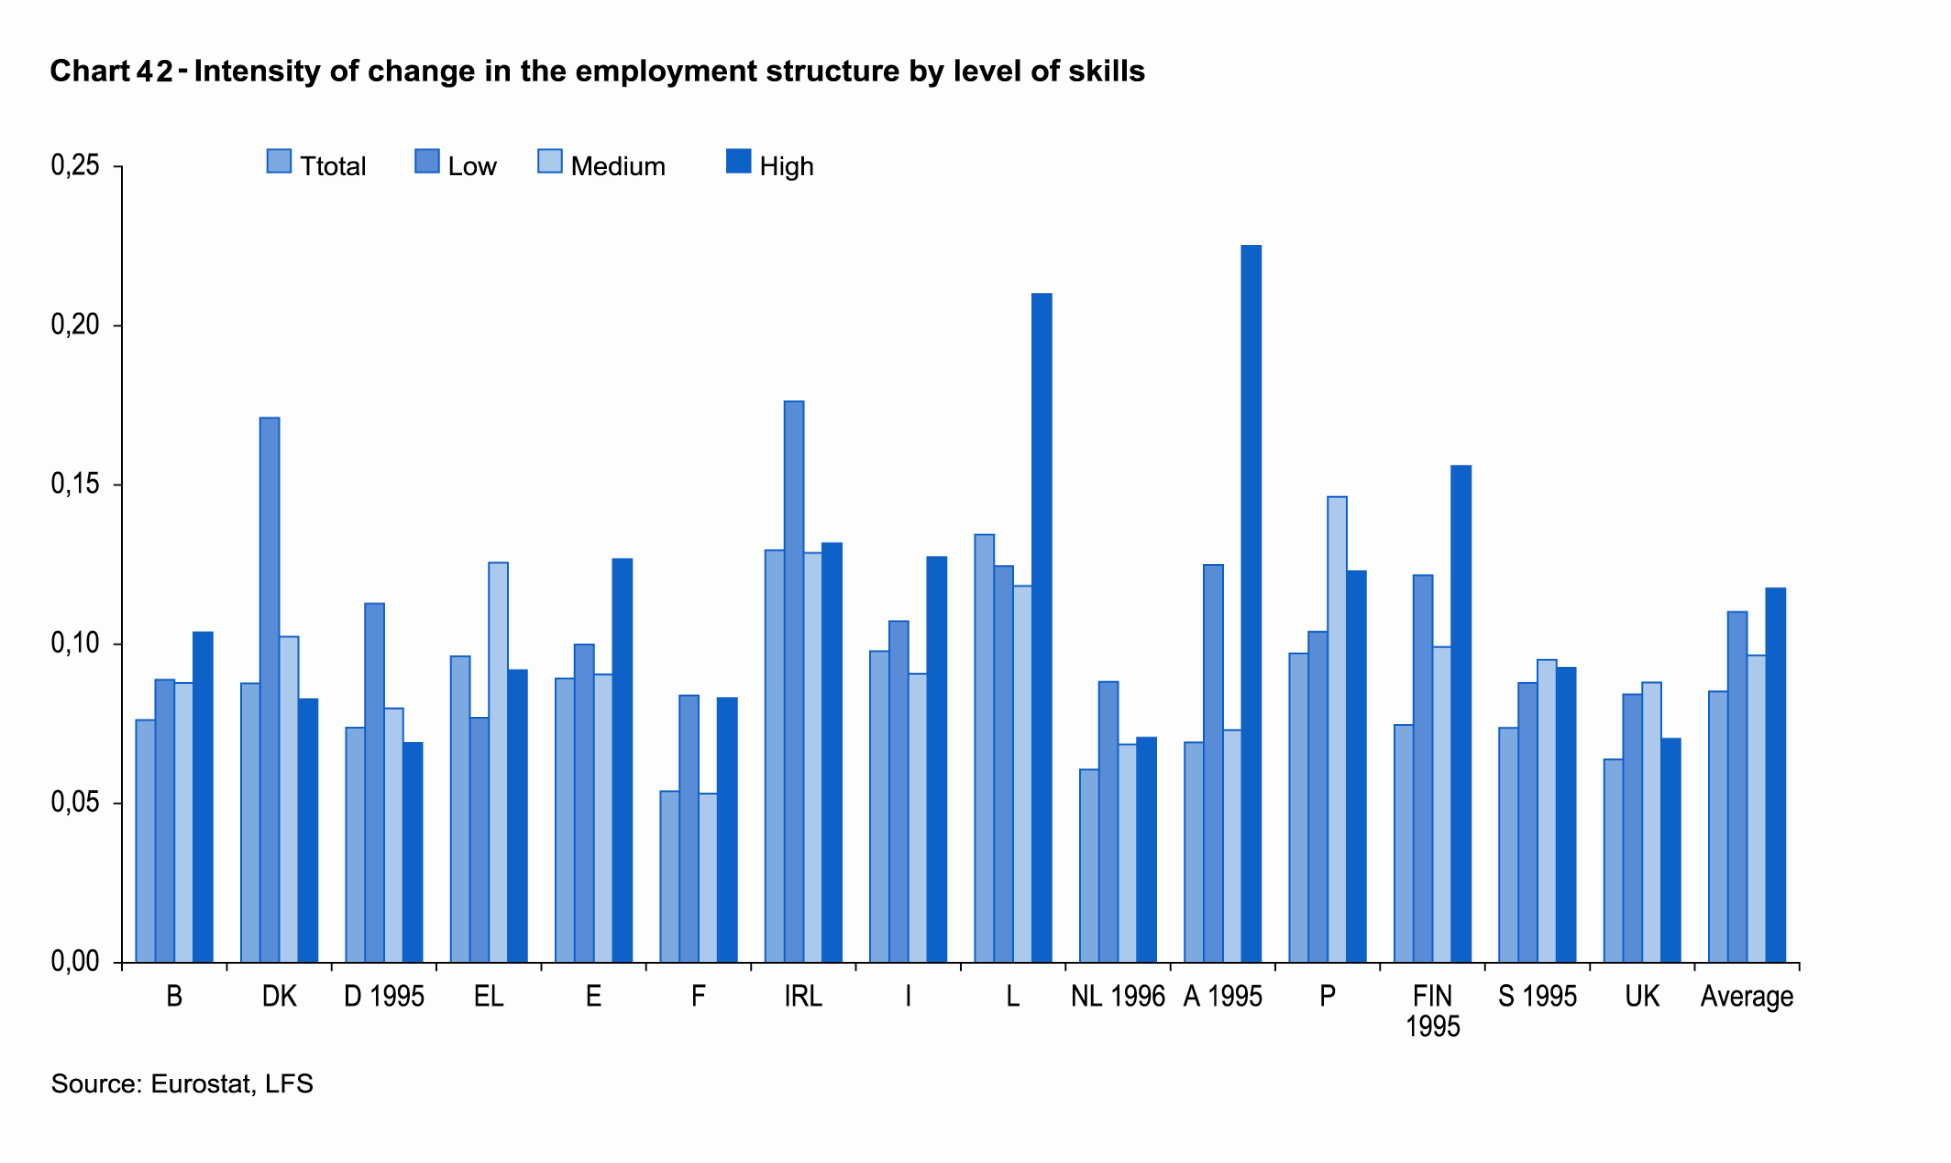 Chart 42 - Intensity of change in the employment structure by level of skills
Ttotal Low Medium High
0,25
0,20
0,15
0,10
0,05
0,00
B DK D 1995 EL E F IRL I L NL 1996 A 1995 P FIN S 1995 UK Average
1995
Source: Eurostat, LFS